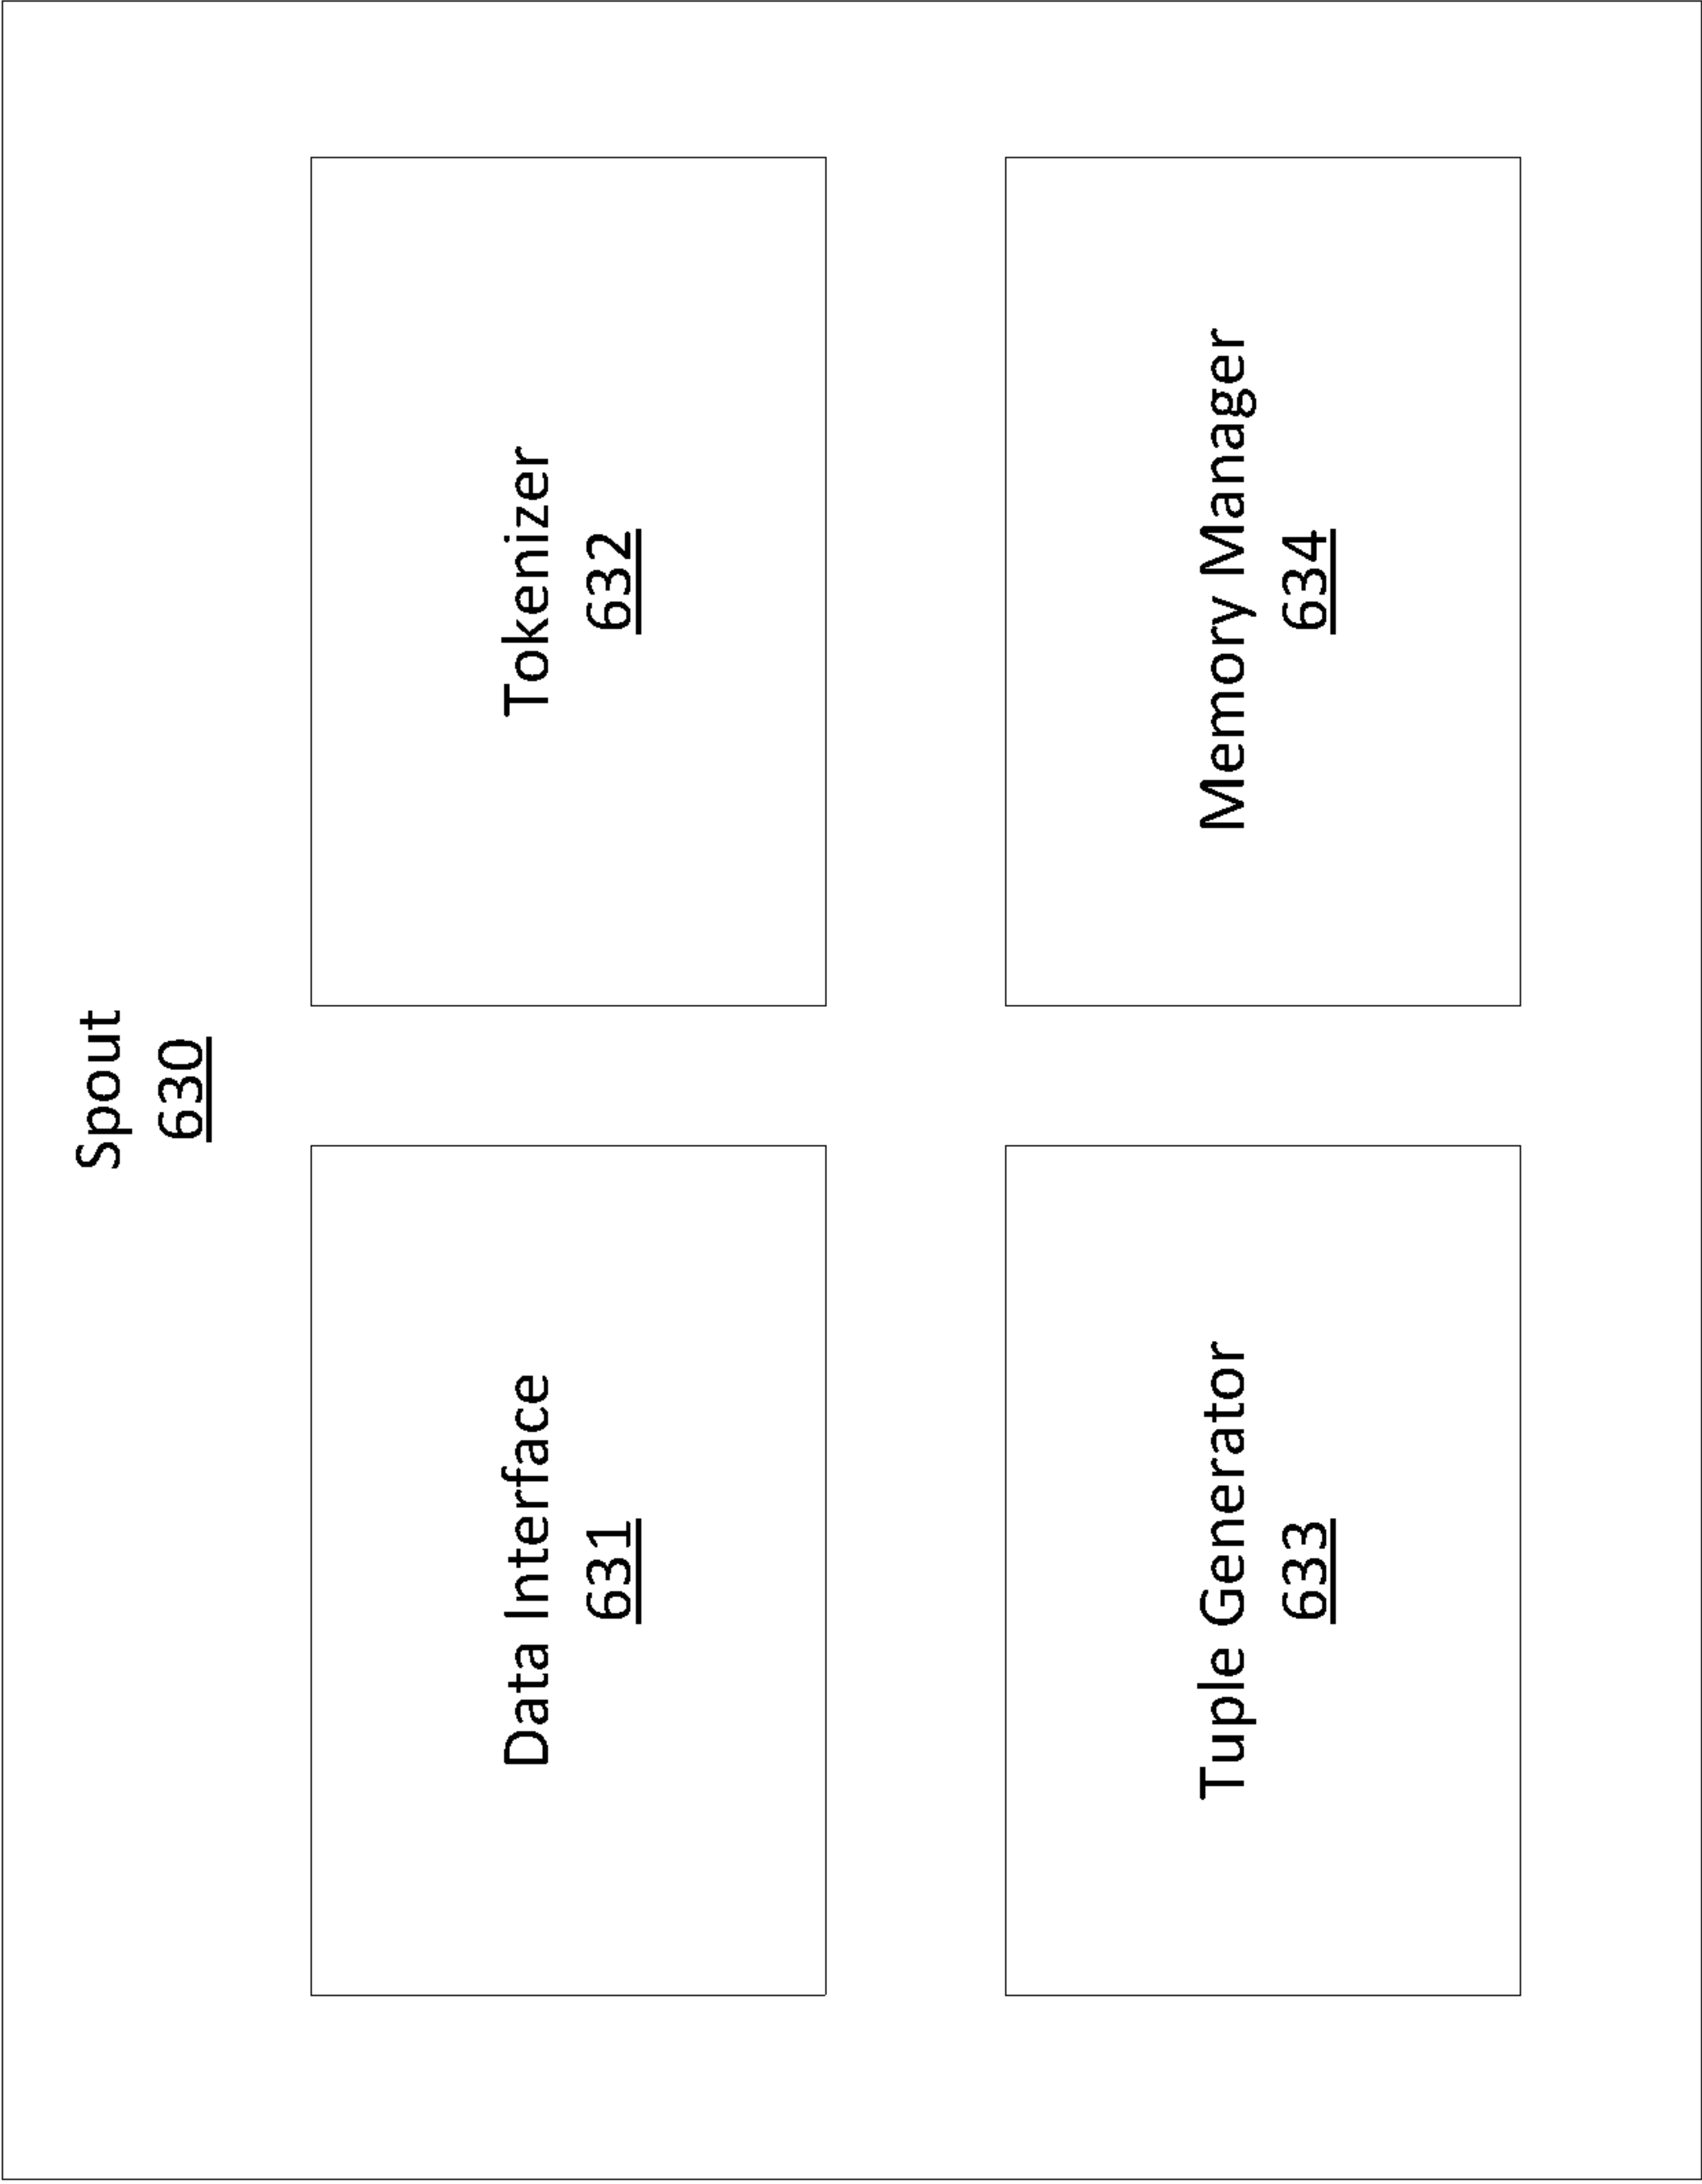 Spout
630
Data Interface
631
Tokenizer
632
Tuple Generator
633
Memory Manager
634